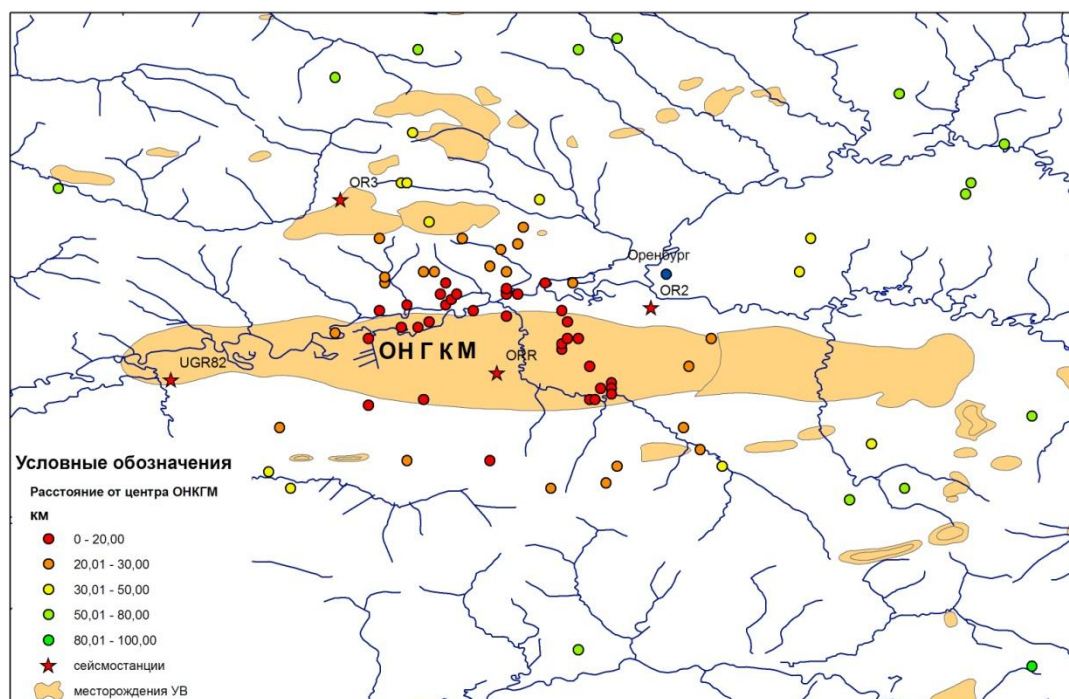 OR3
Оренбург
OR2
ОНГКМ
ORR
UGR82
Условные обозначения
Расстояние от центра ОНКГМ
КМ
0 - 20,00
20,01 - 30,00
30,01 - 50,00
50,01 - 80,00
80,01 - 100,00
сейсмостанции
месторождения УВ